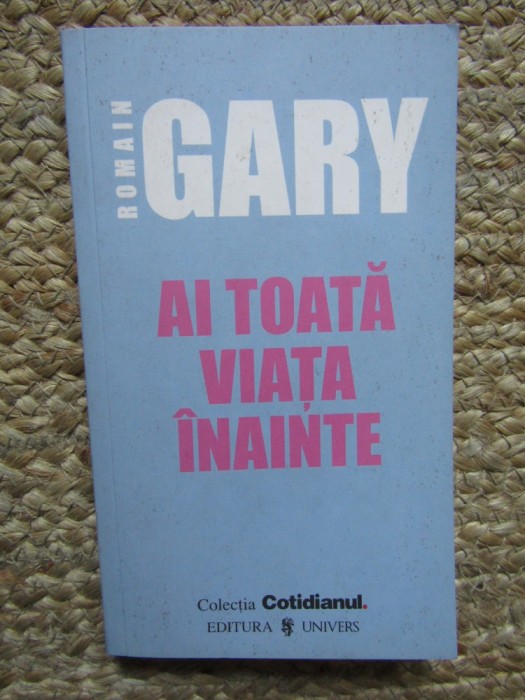 ROMAIN
GARY
AI TOATĂ
VIAȚA
ÎNAINTE
Colecția Cotidianul.
EDITURA UNIVERS